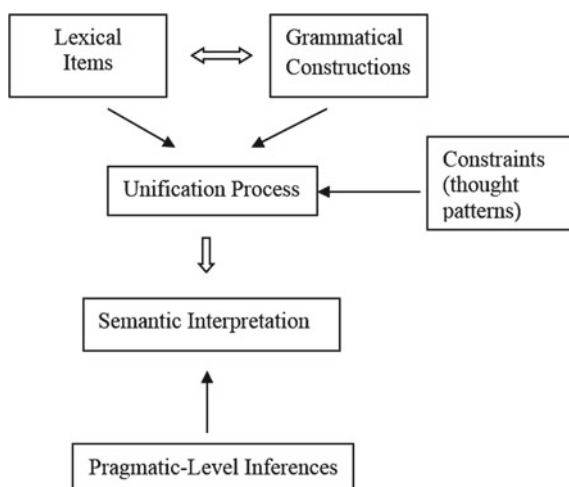 Lexical
Items
Grammatical
Constructions
Unification Process
Constraints
(thought
patterns)
Semantic Interpretation
Pragmatic-Level Inferences